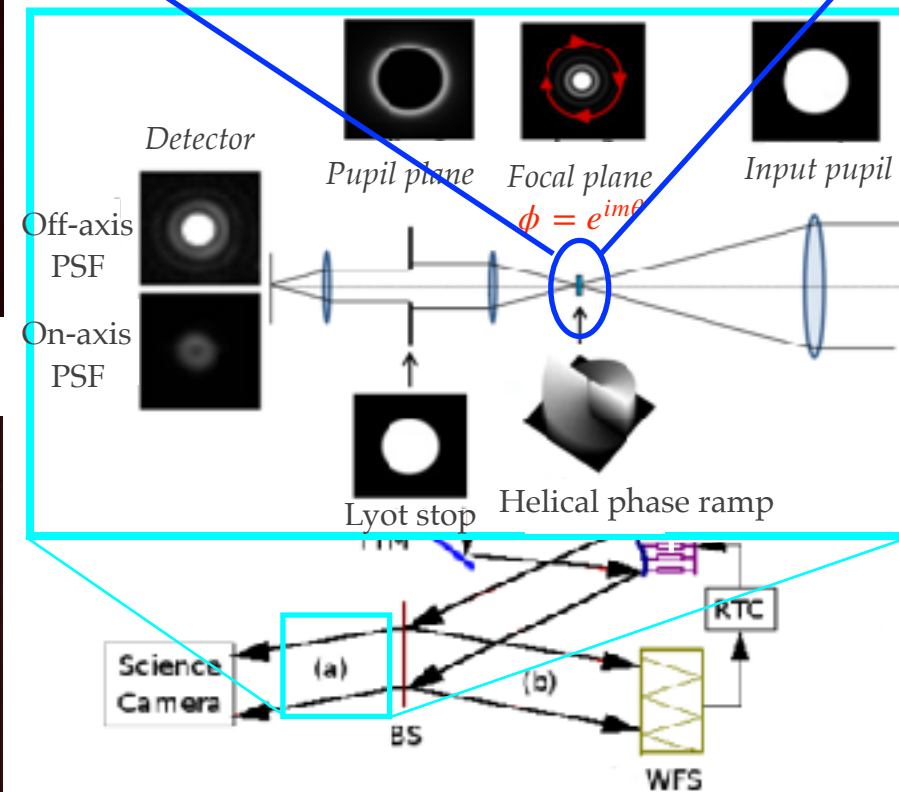 Detector
Pupil plane
Focal plane
Input pupil
ϕ = e^{imθ}
Off-axis
PSF
On-axis
PSF
Lyot stop
Helical phase ramp
RTC
Science
Camera
(a)
(b)
BS
WFS